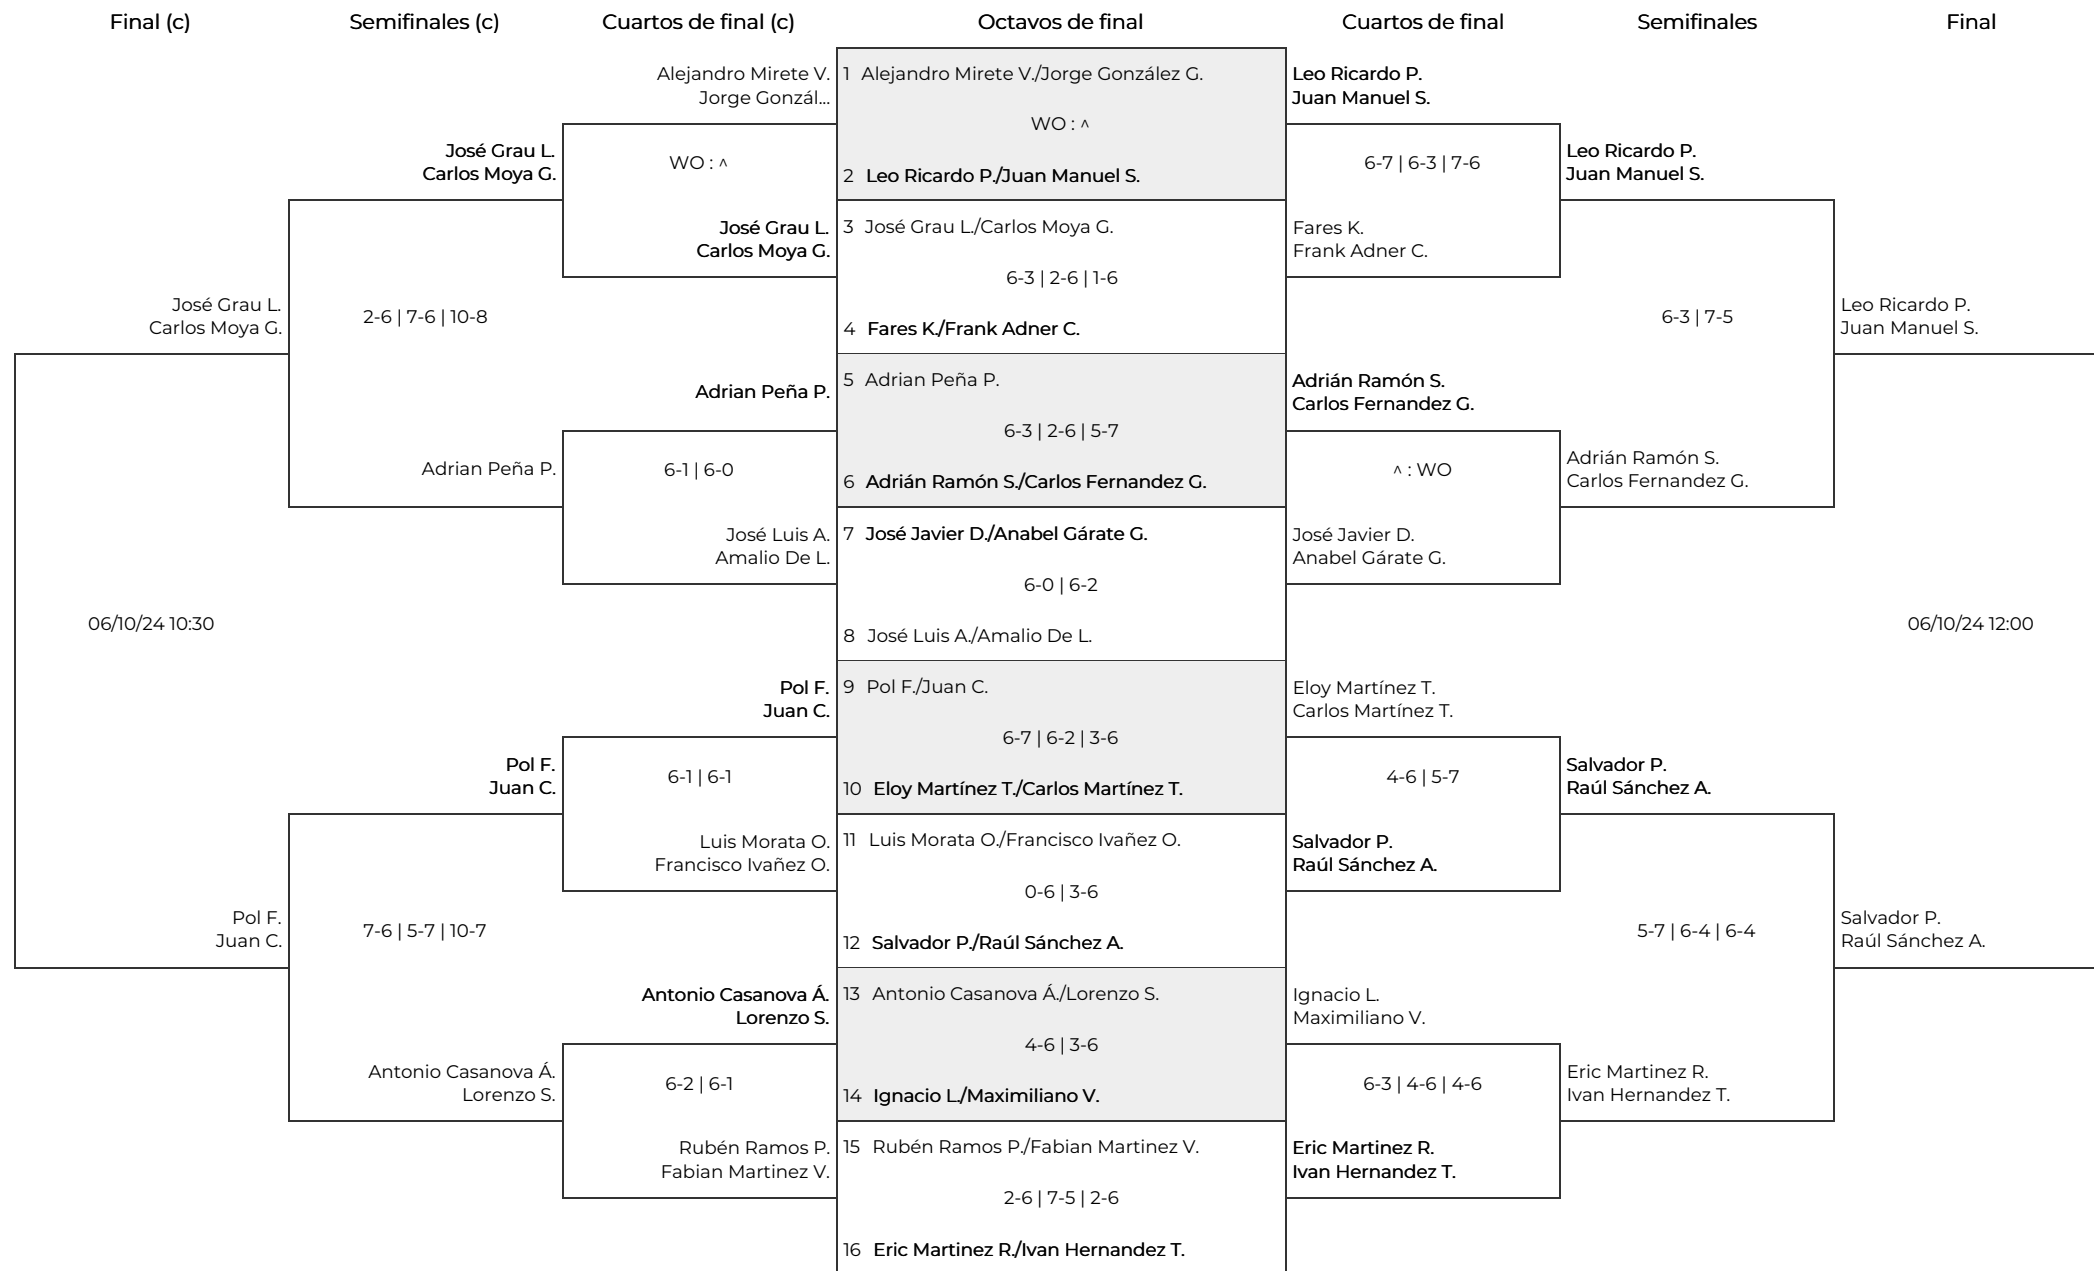 Final (c)
Semifinales (c)
Cuartos de final (c)
Octavos de final
Cuartos de final
Semifinales
Final
José Grau L.
Carlos Moya G.
06/10/24 10:30
Pol F.
Juan C.
José Grau L.
Carlos Moya G.
2-6 | 7-6 | 10-8
Adrian Peña P.
Pol F.
Juan C.
7-6 | 5-7 | 10-7
Antonio Casanova Á.
Lorenzo S.
Alejandro Mirete V.
Jorge Gonzál...
WO : ^
José Grau L.
Carlos Moya G.
Adrian Peña P.
6-1 | 6-0
José Luis A.
Amalio De L.
Pol F.
Juan C.
6-1 | 6-1
Luis Morata O.
Francisco Ivañez O.
Antonio Casanova Á.
Lorenzo S.
6-2 | 6-1
Rubén Ramos P.
Fabian Martinez V.
1 Alejandro Mirete V./Jorge González G.
WO : ^
2 Leo Ricardo P./Juan Manuel S.
3 José Grau L./Carlos Moya G.
6-3 | 2-6 | 1-6
4 Fares K./Frank Adner C.
5 Adrian Peña P.
6-3 | 2-6 | 5-7
6 Adrián Ramón S./Carlos Fernandez G.
7 José Javier D./Anabel Gárate G.
6-0 | 6-2
8 José Luis A./Amalio De L.
9 Pol F./Juan C.
6-7 | 6-2 | 3-6
10 Eloy Martínez T./Carlos Martínez T.
11 Luis Morata O./Francisco Ivañez O.
0-6 | 3-6
12 Salvador P./Raúl Sánchez A.
13 Antonio Casanova Á./Lorenzo S.
4-6 | 3-6
14 Ignacio L./Maximiliano V.
15 Rubén Ramos P./Fabian Martinez V.
2-6 | 7-5 | 2-6
16 Eric Martinez R./Ivan Hernandez T.
Leo Ricardo P.
Juan Manuel S.
6-7 | 6-3 | 7-6
Fares K.
Frank Adner C.
Adrián Ramón S.
Carlos Fernandez G.
^ : WO
José Javier D.
Anabel Gárate G.
Eloy Martínez T.
Carlos Martínez T.
4-6 | 5-7
Salvador P.
Raúl Sánchez A.
Ignacio L.
Maximiliano V.
6-3 | 4-6 | 4-6
Eric Martinez R.
Ivan Hernandez T.
Leo Ricardo P.
Juan Manuel S.
6-3 | 7-5
Adrián Ramón S.
Carlos Fernandez G.
Salvador P.
Raúl Sánchez A.
5-7 | 6-4 | 6-4
Eric Martinez R.
Ivan Hernandez T.
Leo Ricardo P.
Juan Manuel S.
06/10/24 12:00
Salvador P.
Raúl Sánchez A.